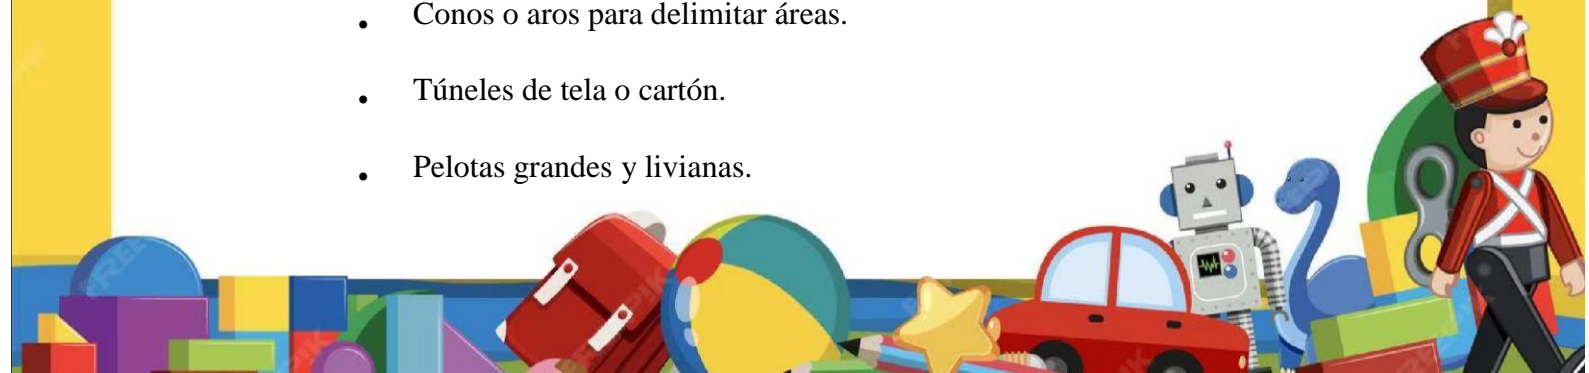 • Conos o aros para delimitar áreas.
• Túneles de tela o cartón.
• Pelotas grandes y livianas.